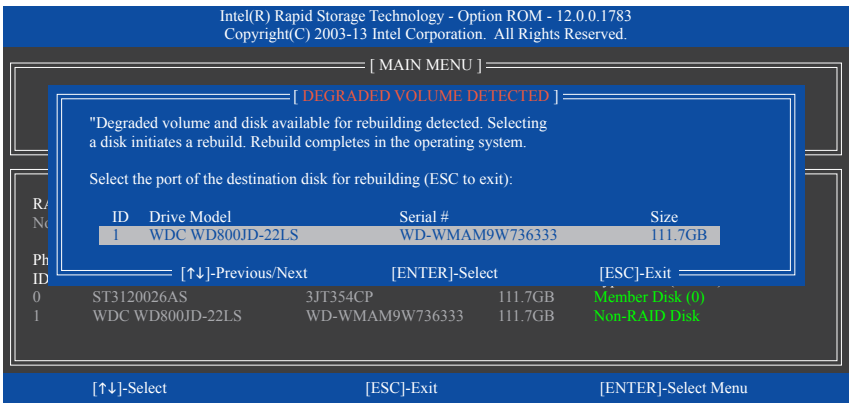 Intel(R) Rapid Storage Technology - Option ROM - 12.0.0.1783
Copyright(C) 2003-13 Intel Corporation. All Rights Reserved.
[ MAIN MENU ]
[ DEGRADED VOLUME DETECTED ]
"Degraded volume and disk available for rebuilding detected. Selecting
a disk initiates a rebuild. Rebuild completes in the operating system.
Select the port of the destination disk for rebuilding (ESC to exit):
ID Drive Model Serial # Size
1 WDC WD800JD-22LS WD-WMAM9W736333 111.7GB
[↑↓]-Previous/Next [ENTER]-Select [ESC]-Exit
ID
0 ST3120026AS 3JT354CP 111.7GB Member Disk (0)
1 WDC WD800JD-22LS WD-WMAM9W736333 111.7GB Non-RAID Disk
[↑↓]-Select [ESC]-Exit [ENTER]-Select Menu